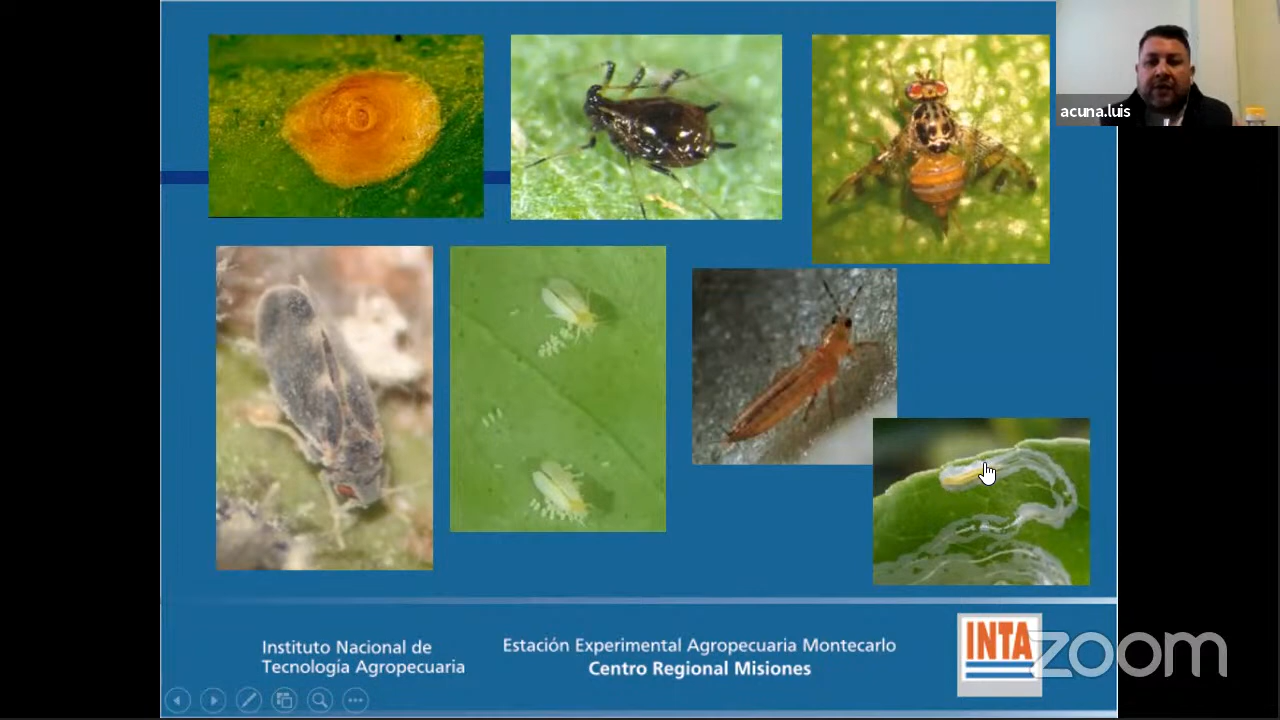 acuna.luis
Instituto Nacional de
Tecnología Agropecuaria
Estación Experimental Agropecuaria Montecarlo
Centro Regional Misiones
INTA
zoom